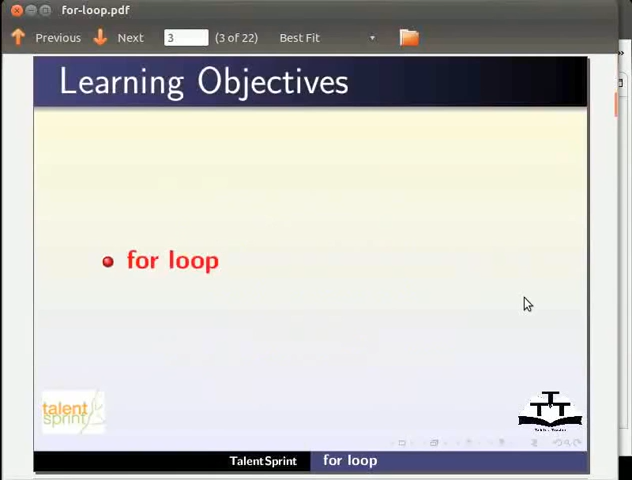 for-loop.pdf
Previous Next 3 (3 of 22) Best Fit
Learning Objectives
for loop
talent
sprint
TTT
TalentSprint for loop